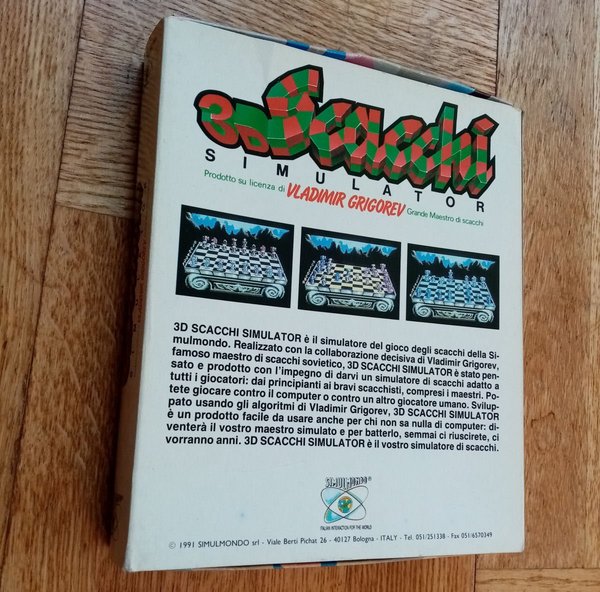 3D Scacchi
SIMULATOR
Prodotto su licenza di VLADIMIR GRIGOREV Grande Maestro di scacchi
3D SCACCHI SIMULATOR è il simulatore del gioco degli scacchi della Si-
mulmondo. Realizzato con la collaborazione decisiva di Vladimir Grigorev,
famoso maestro di scacchi sovietico, 3D SCACCHI SIMULATOR è stato pen-
sato e prodotto con l'impegno di darvi un simulatore di scacchi adatto a
tutti i giocatori: dai principianti ai bravi scacchisti, compresi i maestri. Po-
tete giocare contro il computer o contro un altro giocatore umano. Svilup-
pato usando gli algoritmi di Vladimir Grigorev, 3D SCACCHI SIMULATOR
è un prodotto facile da usare anche per chi non sa nulla di computer: di-
venterà il vostro maestro simulato e per batterlo, semmai ci riuscirete, ci
vorranno anni. 3D SCACCHI SIMULATOR è il vostro simulatore di scacchi.
SIMULMONDO®
ITALIAN INTERACTION FOR THE WORLD
© 1991 SIMULMONDO srl - Viale Berti Pichat 26 - 40127 Bologna - ITALY - Tel. 051/251338 - Fax 051/6570349